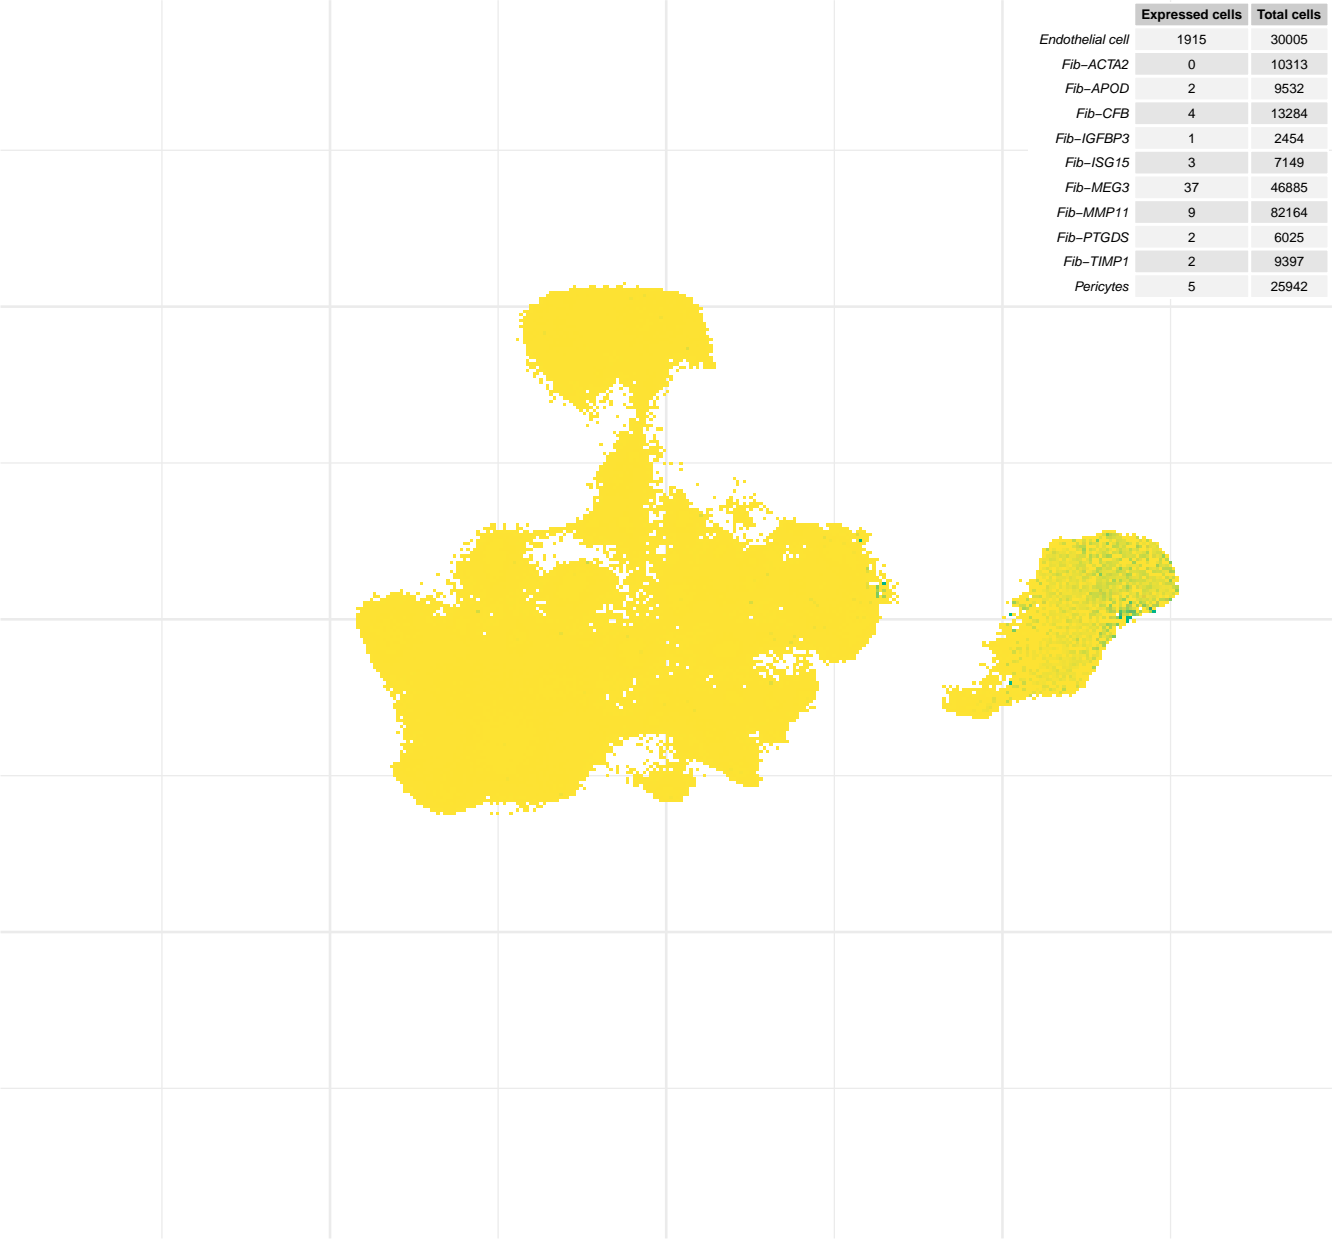 Expressed cells Total cells
Endothelial cell 1915 30005
Fib−ACTA2 0 10313
Fib−APOD 2 9532
Fib−CFB 4 13284
Fib−IGFBP3 1 2454
Fib−ISG15 3 7149
Fib−MEG3 37 46885
Fib−MMP11 9 82164
Fib−PTGDS 2 6025
Fib−TIMP1 2 9397
Pericytes 5 25942